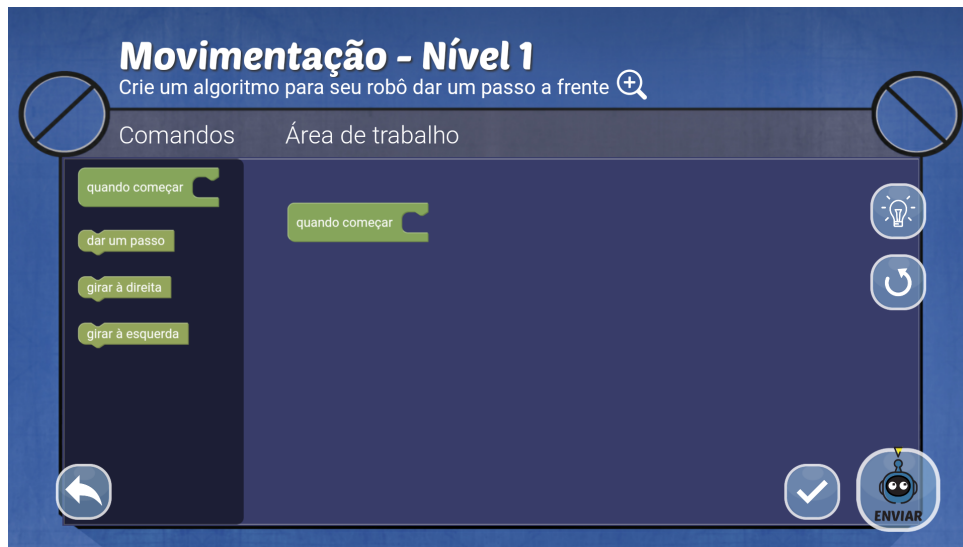 Movimentação - Nível 1
Crie um algoritmo para seu robô dar um passo a frente
Comandos
Área de trabalho
quando começar
dar um passo
girar à direita
girar à esquerda
quando começar
ENVIAR